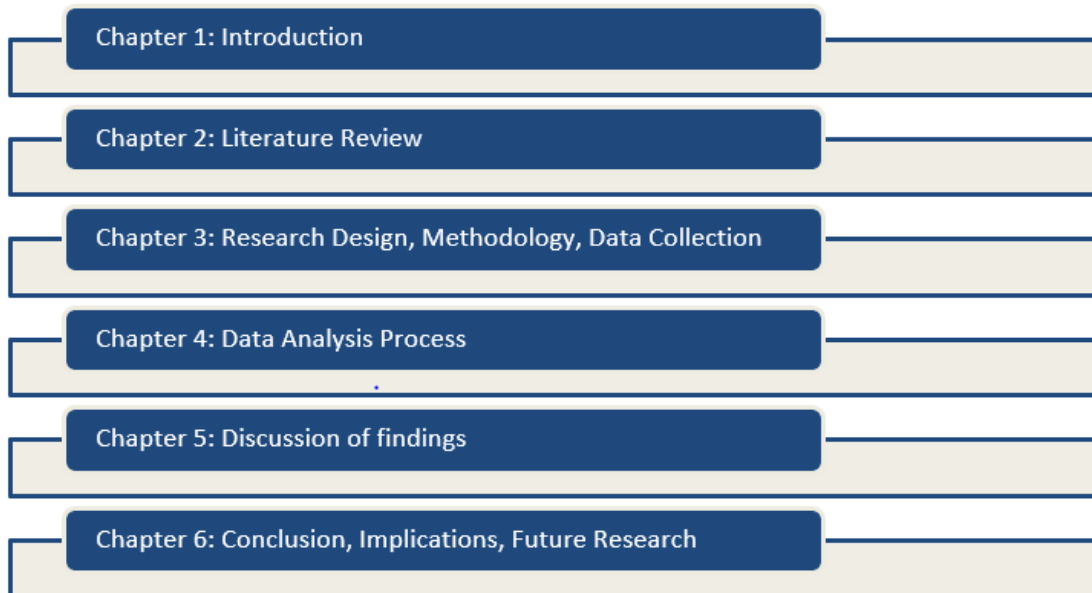 Chapter 1: Introduction
Chapter 2: Literature Review
Chapter 3: Research Design, Methodology, Data Collection
Chapter 4: Data Analysis Process
Chapter 5: Discussion of findings
Chapter 6: Conclusion, Implications, Future Research